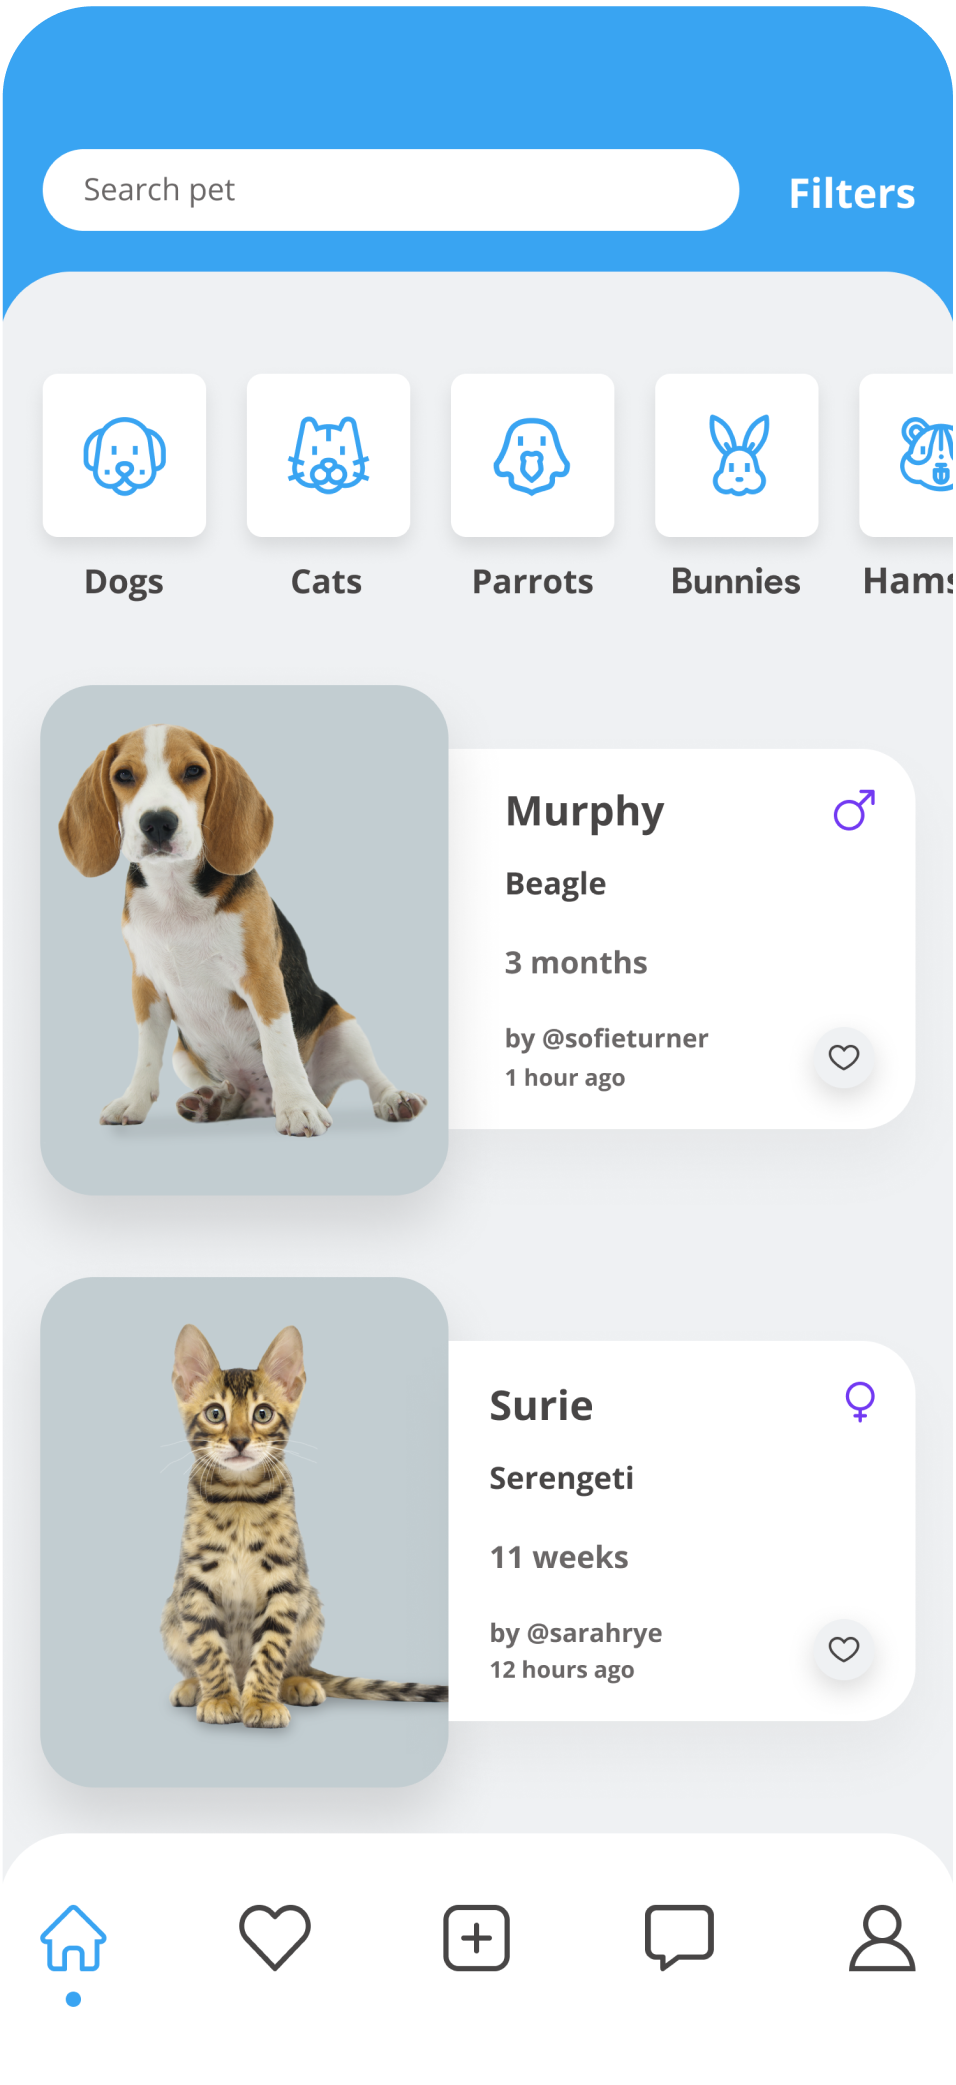 Search pet
Filters
Dogs
Cats
Parrots
Bunnies
Hams
Murphy
Beagle
3 months
by @sofieturner
1 hour ago
Surie
Serengeti
11 weeks
by @sarahrye
12 hours ago